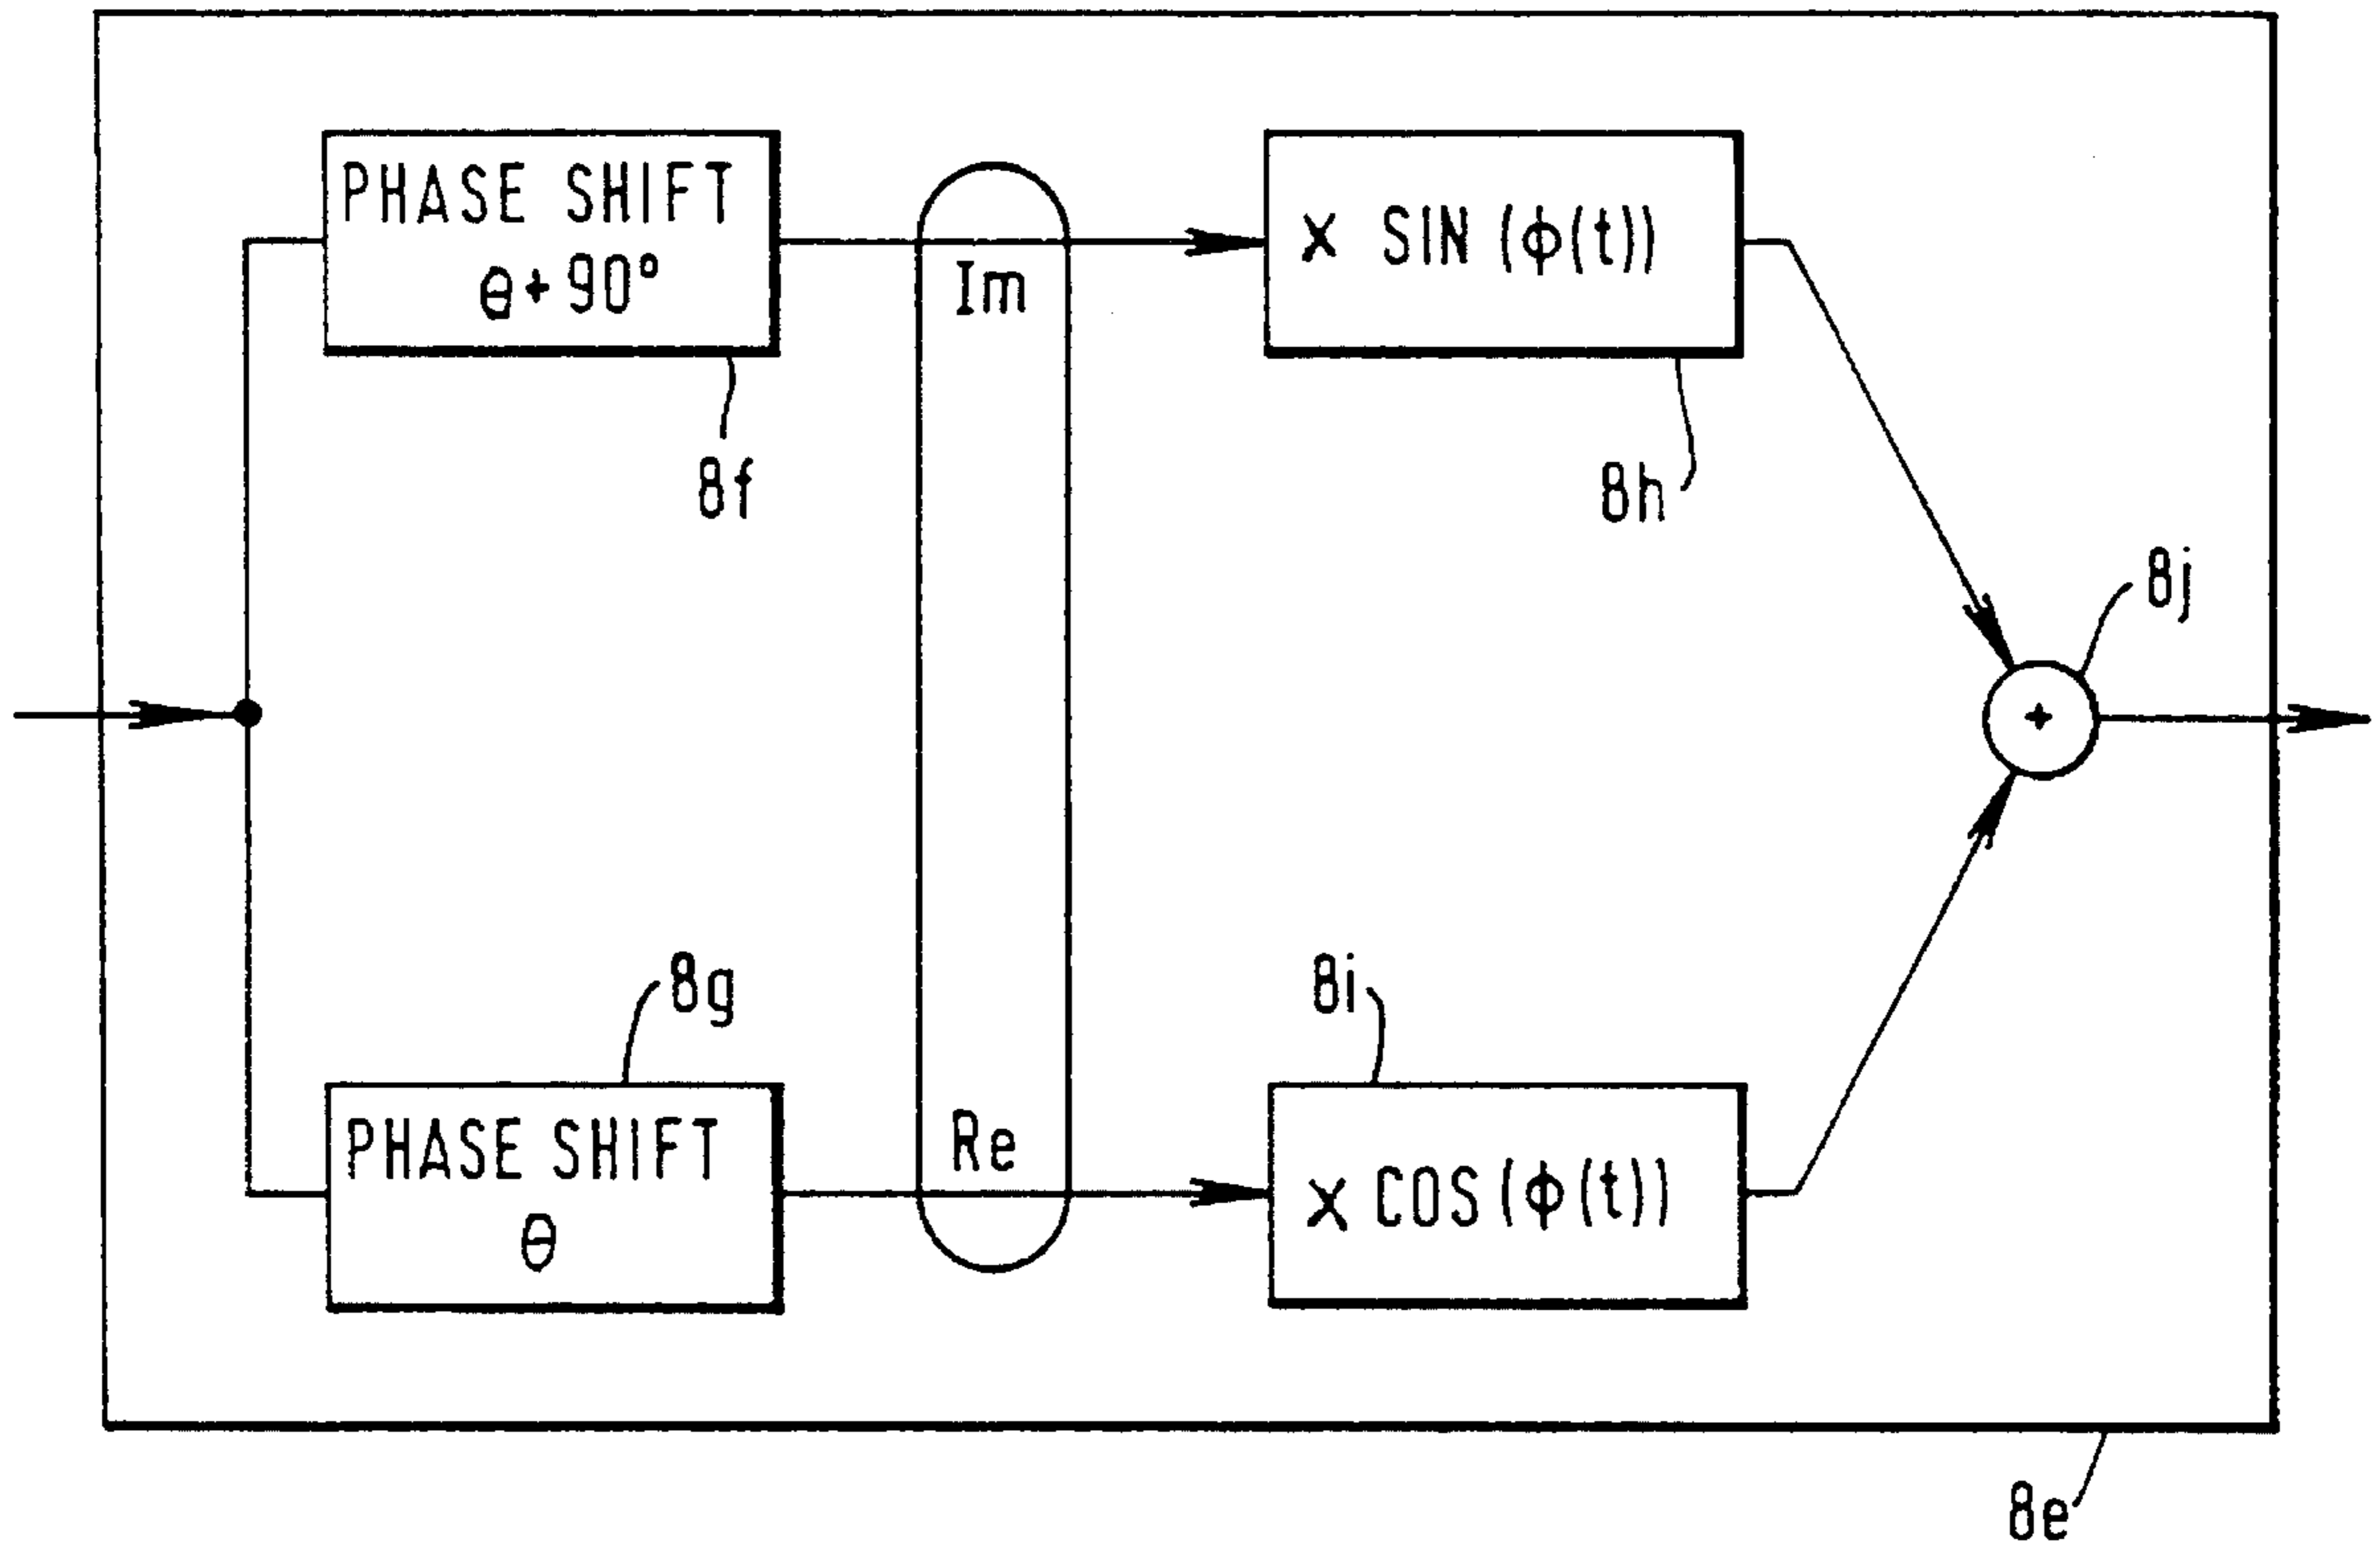 PHASE SHIFT
θ+90°
Im
X SIN (ϕ(t))
8f
8h
8j
+
8g
8i
PHASE SHIFT
θ
Re
X COS(ϕ(t))
8e